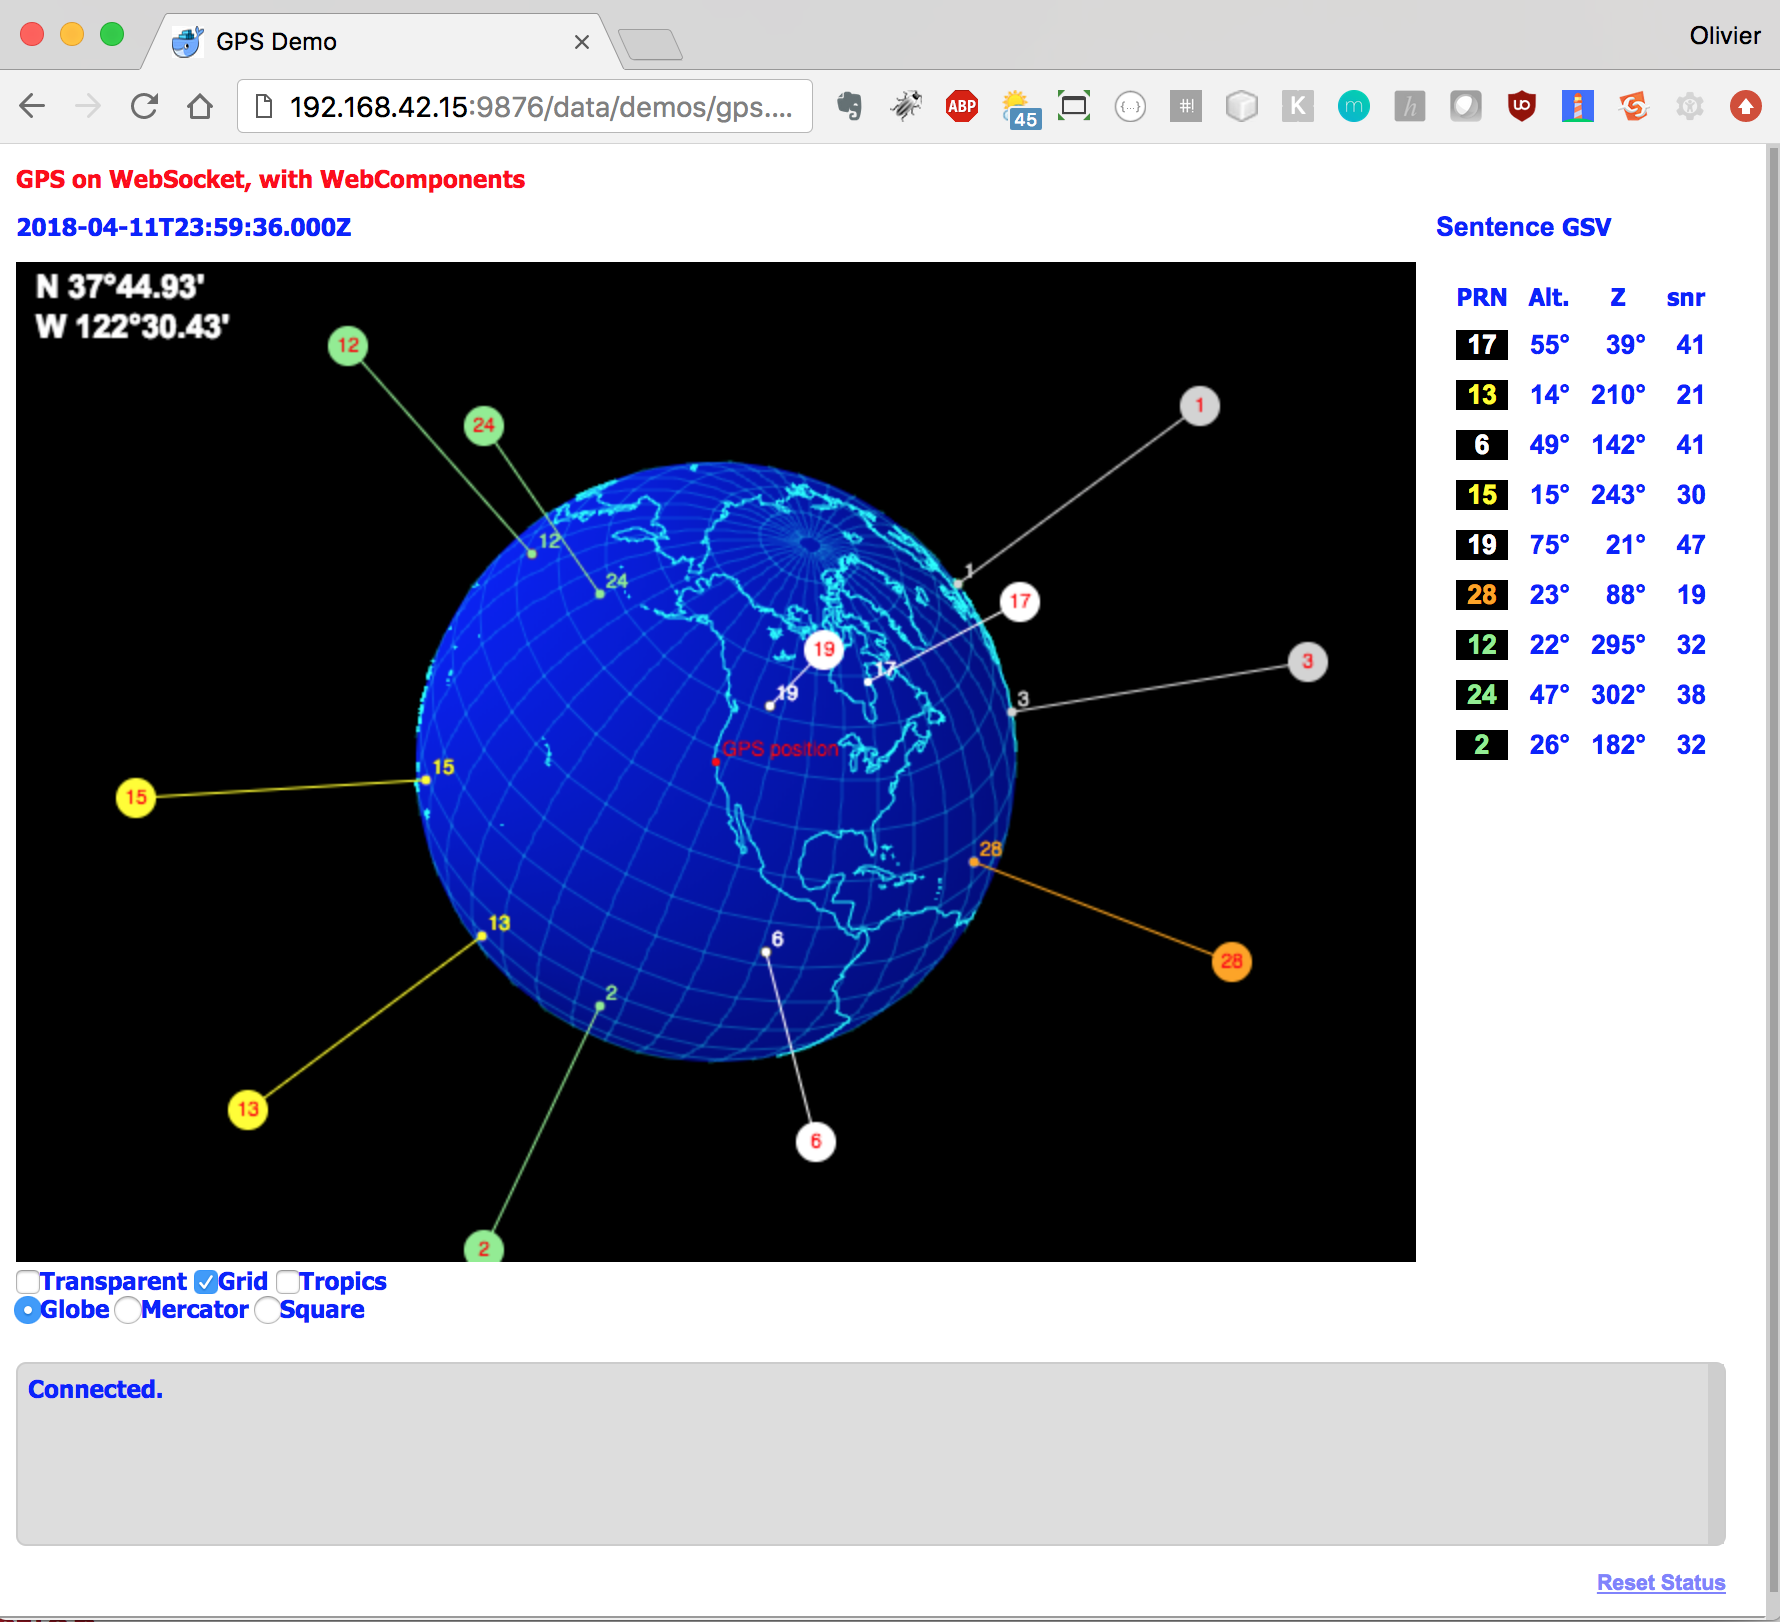 GPS Demo
Olivier
192.168.42.15:9876/data/demos/gps....
ABP
45
{...}
#!
K
m
h
GPS on WebSocket, with WebComponents
2018-04-11T23:59:36.000Z
Sentence GSV
N 37°44.93'
W 122°30.43'
PRN Alt. Z snr
17 55° 39° 41
13 14° 210° 21
6 49° 142° 41
15 15° 243° 30
19 75° 21° 47
28 23° 88° 19
12 22° 295° 32
24 47° 302° 38
2 26° 182° 32
12
24
1
12
24
1
17
19
17
3
19
3
GPS position
15
15
28
13
6
28
2
13
6
2
Transparent Grid Tropics
Globe Mercator Square
Connected.
Reset Status